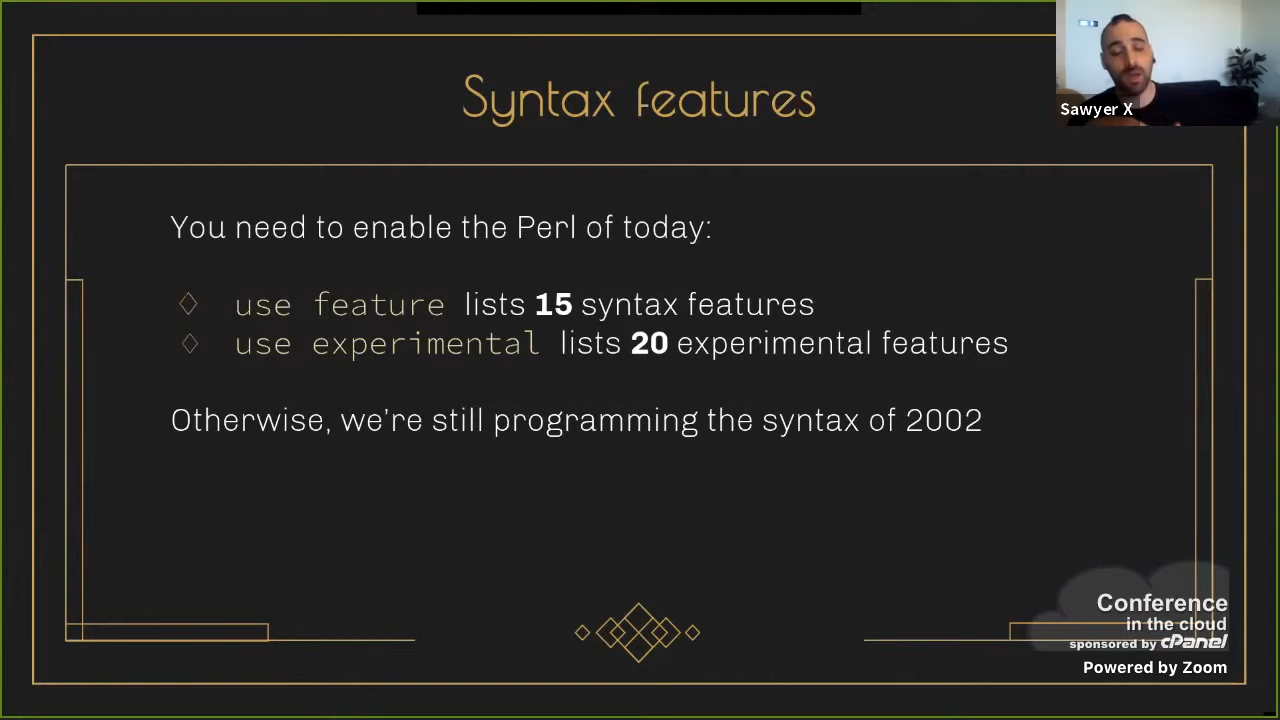 Syntax features
Sawyer X
You need to enable the Perl of today:
use feature lists 15 syntax features
use experimental lists 20 experimental features
Otherwise, we're still programming the syntax of 2002
Conference
in the cloud
sponsored by cPanel
Powered by Zoom